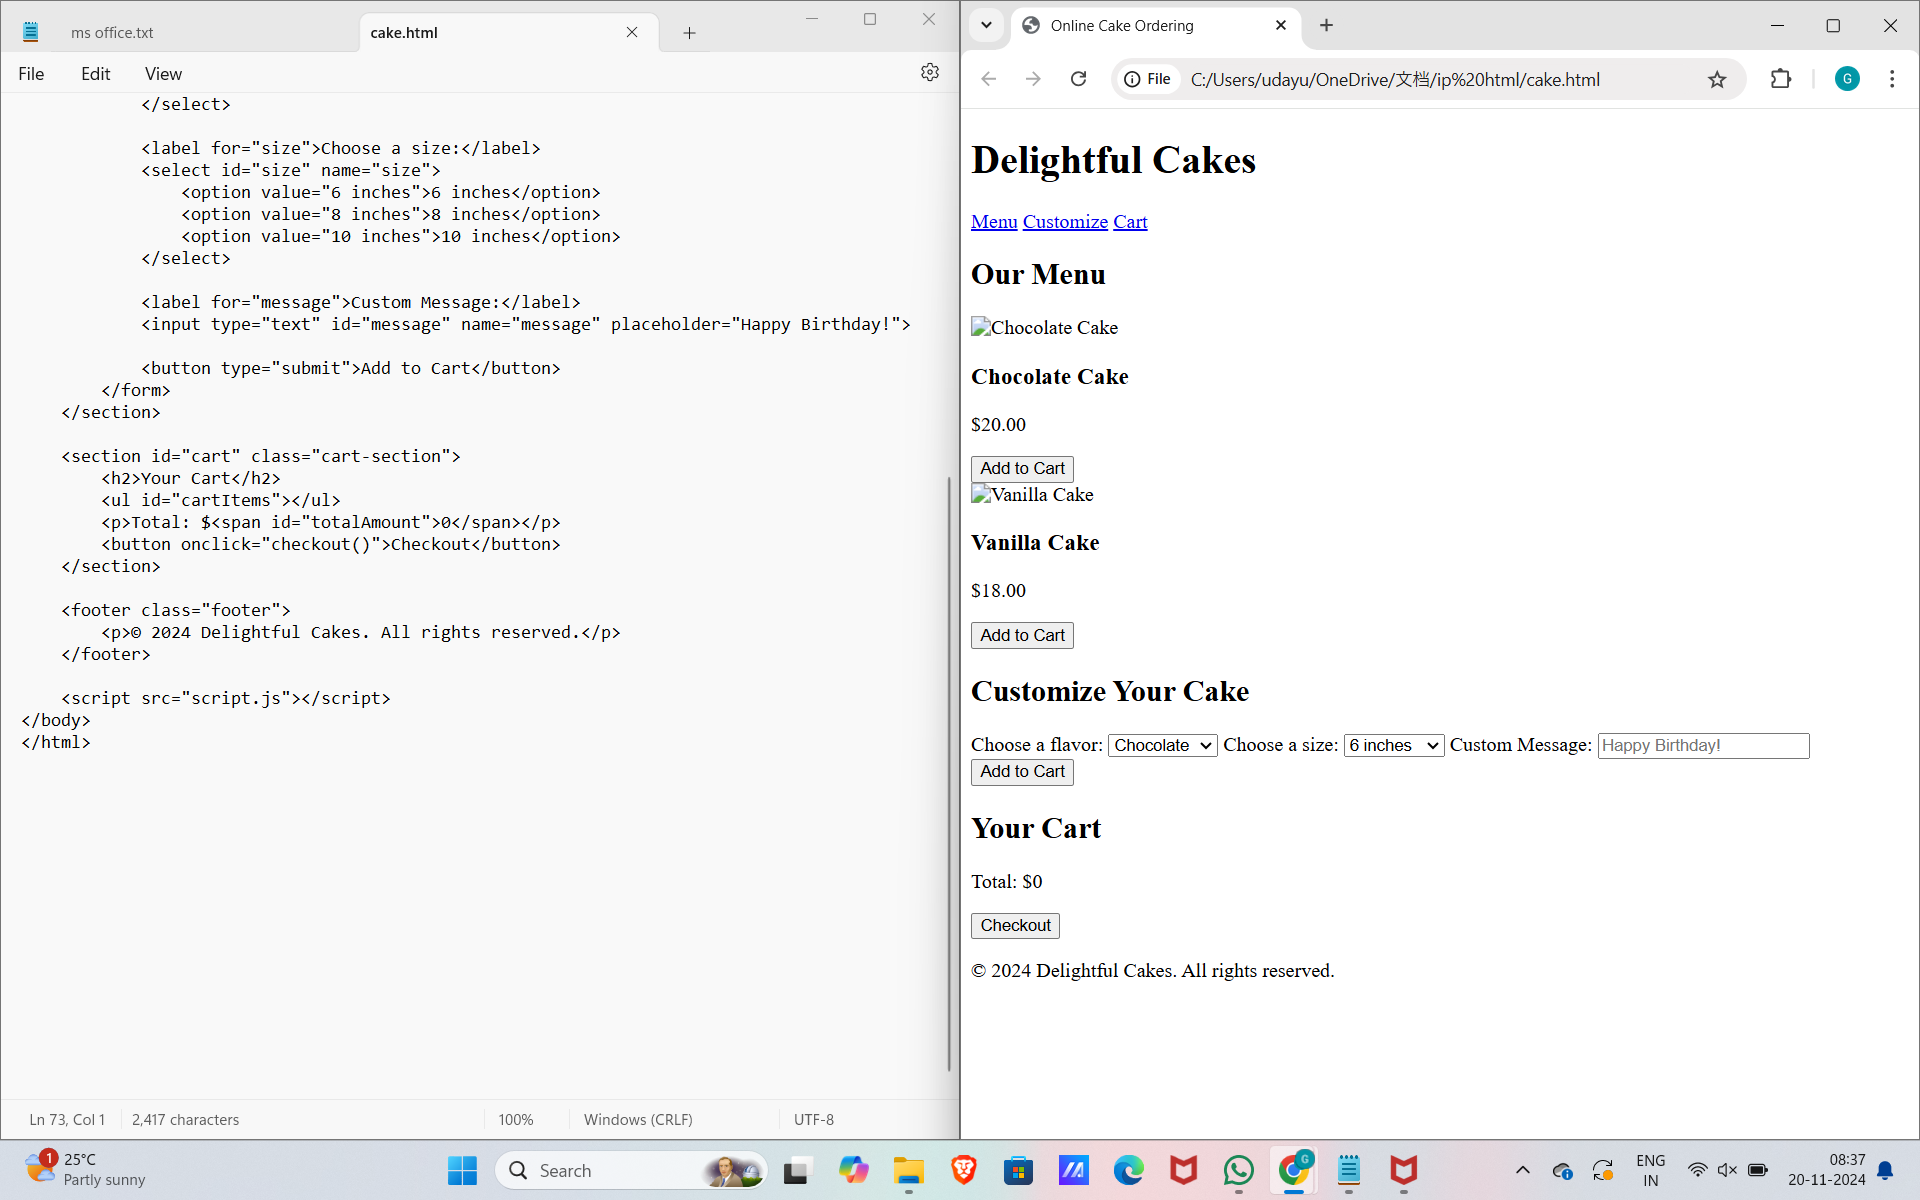 ms office.txt
cake.html
File
Edit
View
</select>
<label for="size">Choose a size:</label>
<select id="size" name="size">
<option value="6 inches">6 inches</option>
<option value="8 inches">8 inches</option>
<option value="10 inches">10 inches</option>
</select>
<label for="message">Custom Message:</label>
<input type="text" id="message" name="message" placeholder="Happy Birthday!">
<button type="submit">Add to Cart</button>
</form>
</section>
<section id="cart" class="cart-section">
<h2>Your Cart</h2>
<ul id="cartItems"></ul>
<p>Total: $<span id="totalAmount">0</span></p>
<button onclick="checkout()">Checkout</button>
</section>
<footer class="footer">
<p>© 2024 Delightful Cakes. All rights reserved.</p>
</footer>
<script src="script.js"></script>
</body>
</html>
Ln 73, Col 1
2,417 characters
100%
Windows (CRLF)
UTF-8
Online Cake Ordering
File
C:/Users/udayu/OneDrive/文档/ip%20html/cake.html
G
Delightful Cakes
Menu Customize Cart
Our Menu
Chocolate Cake
Chocolate Cake
$20.00
Add to Cart
Vanilla Cake
Vanilla Cake
$18.00
Add to Cart
Customize Your Cake
Choose a flavor: Chocolate Choose a size: 6 inches Custom Message: Happy Birthday!
Add to Cart
Your Cart
Total: $0
Checkout
© 2024 Delightful Cakes. All rights reserved.
1
25°C
Partly sunny
Search
G
ENG
IN
08:37
20-11-2024